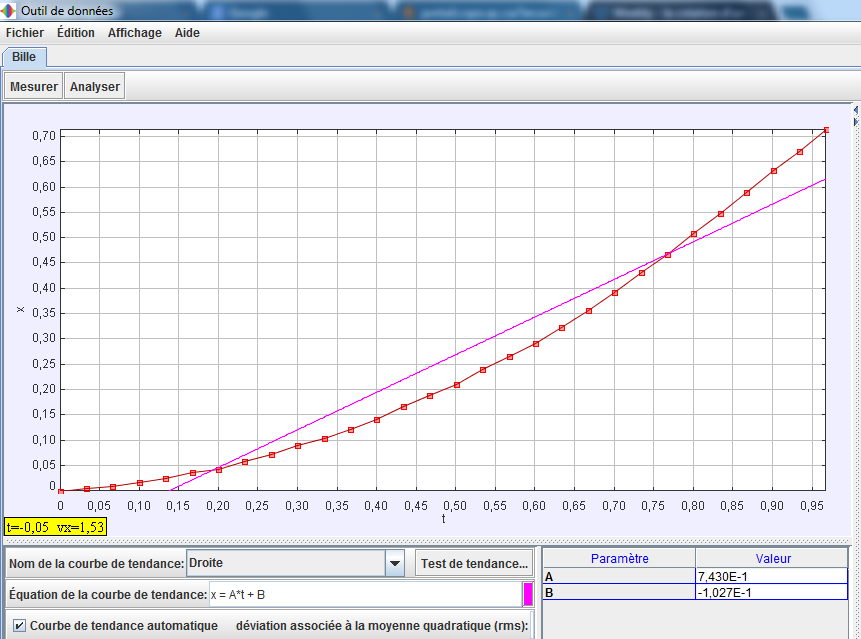 Outil de données
Fichier Édition Affichage Aide
Bille
Mesurer Analyser
0,70
0,65
0,60
0,55
0,50
0,45
0,40
0,35
0,30
0,25
0,20
0,15
0,10
0,05
0
x
0 0,05 0,10 0,15 0,20 0,25 0,30 0,35 0,40 0,45 0,50 0,55 0,60 0,65 0,70 0,75 0,80 0,85 0,90 0,95
t
t=-0,05 vx=1,53
Nom de la courbe de tendance: Droite Test de tendance...
Équation de la courbe de tendance: x = A*t + B
Courbe de tendance automatique déviation associée à la moyenne quadratique (rms):
Paramètre Valeur
A 7,430E-1
B -1,027E-1